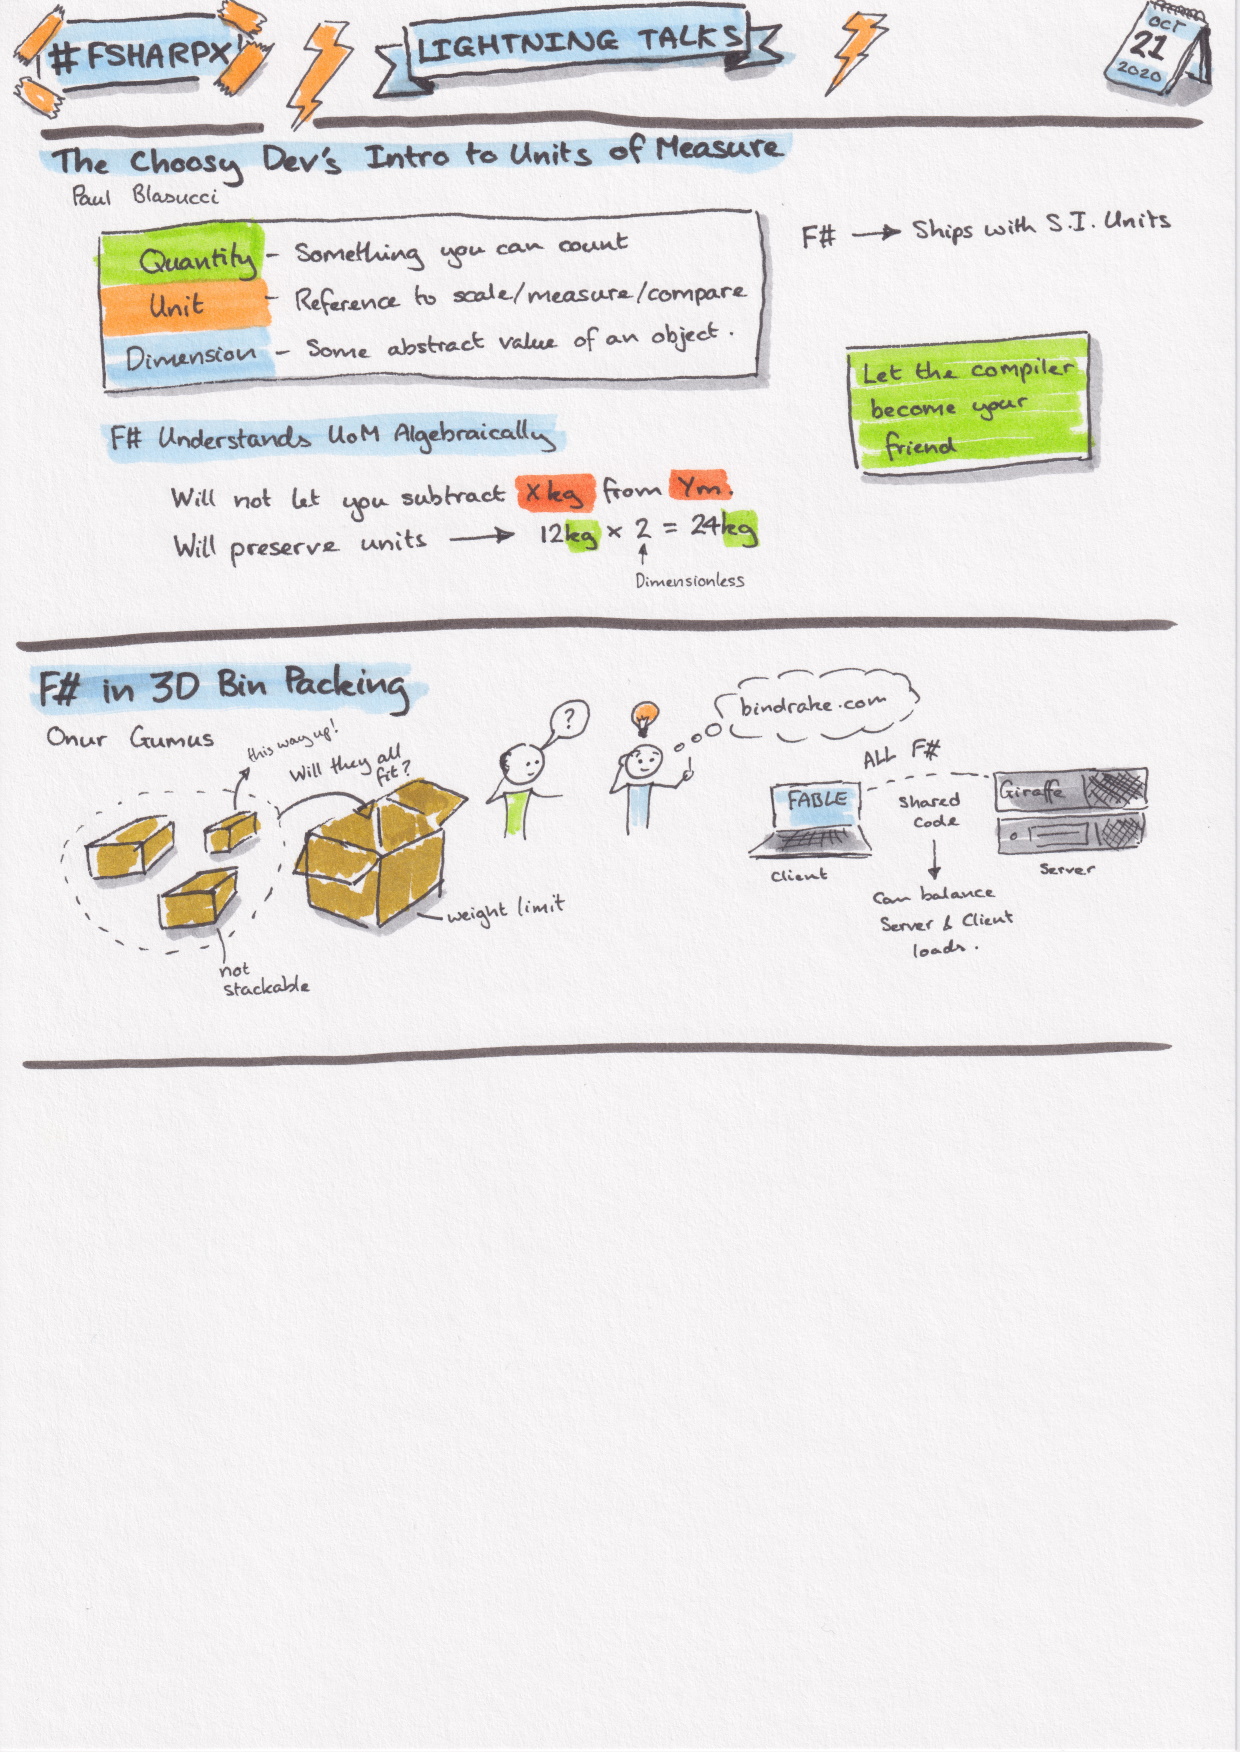 #FSHARPX
LIGHTNING TALKS
OCT
21
2020
The Choosy Dev's Intro to Units of Measure
Paul Blasucci
Quantity - Something you can count
Unit - Reference to scale/measure/compare
Dimension - Some abstract value of an object.
F# → Ships with S.I. Units
Let the compiler
become your
friend
F# Understands UoM Algebraically
Will not let you subtract Xkg from Ym.
Will preserve units → 12kg × 2 = 24kg
Dimensionless
F# in 3D Bin Packing
Onur Gumus
this way up!
Will they all
fit?
not
stackable
weight limit
?
bindrake.com
ALL F#
FABLE
Client
Shared
Code
Can balance
Server & Client
loads.
Giraffe
Server